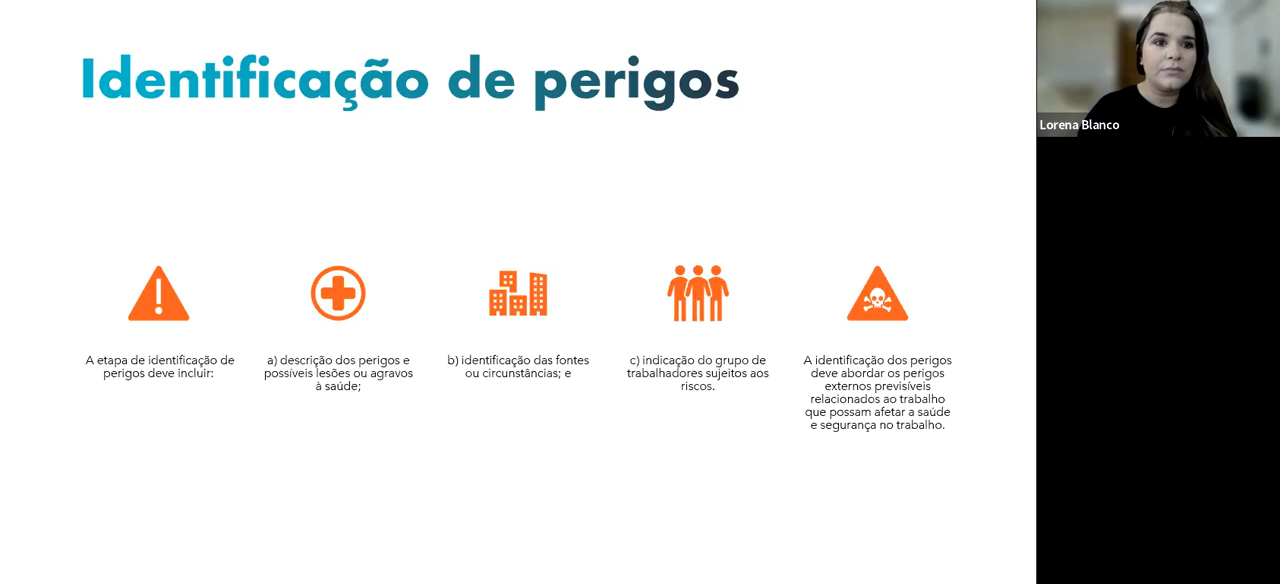 Identificação de perigos
Lorena Blanco
A etapa de identificação de
perigos deve incluir:
a) descrição dos perigos e
possíveis lesões ou agravos
à saúde;
b) identificação das fontes
ou circunstâncias; e
c) indicação do grupo de
trabalhadores sujeitos aos
riscos.
A identificação dos perigos
deve abordar os perigos
externos previsíveis
relacionados ao trabalho
que possam afetar a saúde
e segurança no trabalho.